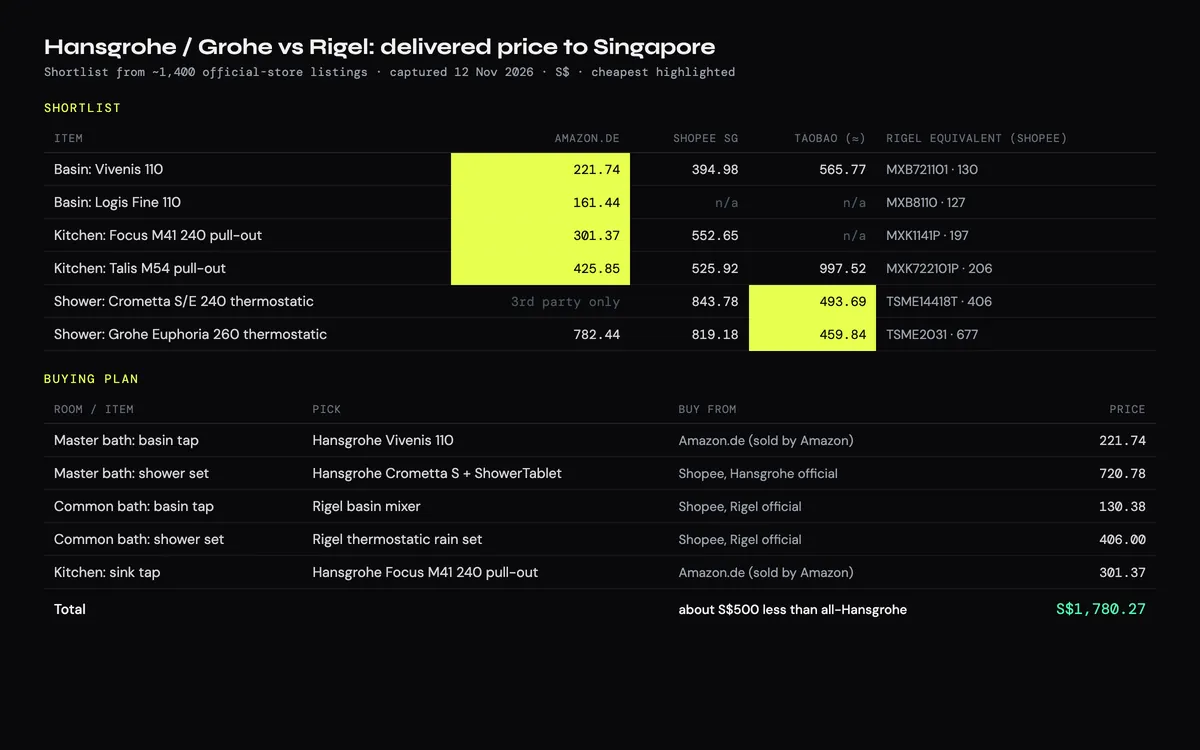 Hansgrohe / Grohe vs Rigel: delivered price to Singapore
Shortlist from ~1,400 official-store listings · captured 12 Nov 2026 · S$ · cheapest highlighted
SHORTLIST
ITEM AMAZON.DE SHOPEE SG TAOBAO (≈) RIGEL EQUIVALENT (SHOPEE)
Basin: Vivenis 110 221.74 394.98 565.77 MXB721101 · 130
Basin: Logis Fine 110 161.44 n/a n/a MXB8110 · 127
Kitchen: Focus M41 240 pull-out 301.37 552.65 n/a MXK1141P · 197
Kitchen: Talis M54 pull-out 425.85 525.92 997.52 MXK722101P · 206
Shower: Crometta S/E 240 thermostatic 3rd party only 843.78 493.69 TSME14418T · 406
Shower: Grohe Euphoria 260 thermostatic 782.44 819.18 459.84 TSME2031 · 677
BUYING PLAN
ROOM / ITEM PICK BUY FROM PRICE
Master bath: basin tap Hansgrohe Vivenis 110 Amazon.de (sold by Amazon) 221.74
Master bath: shower set Hansgrohe Crometta S + ShowerTablet Shopee, Hansgrohe official 720.78
Common bath: basin tap Rigel basin mixer Shopee, Rigel official 130.38
Common bath: shower set Rigel thermostatic rain set Shopee, Rigel official 406.00
Kitchen: sink tap Hansgrohe Focus M41 240 pull-out Amazon.de (sold by Amazon) 301.37
Total about S$500 less than all-Hansgrohe S$1,780.27